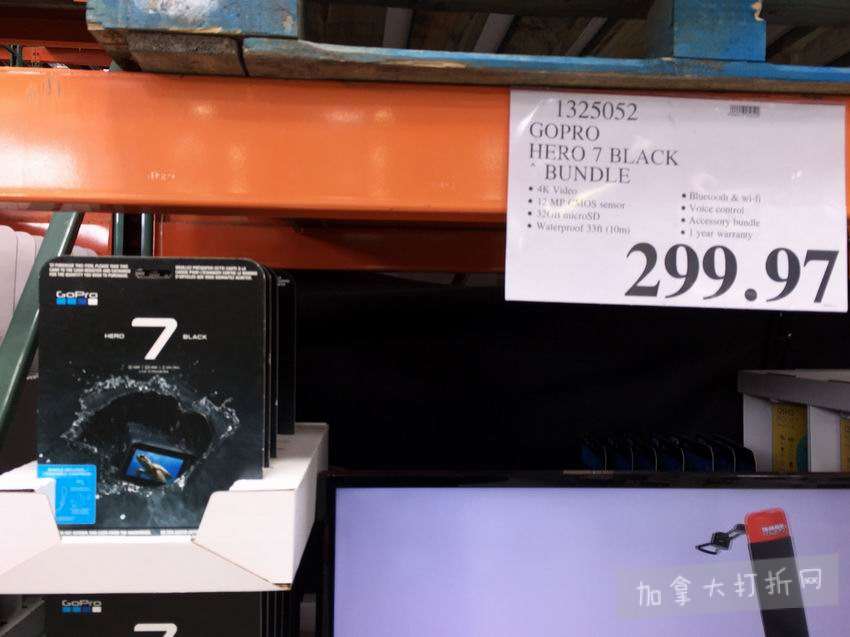 1325052
GOPRO
HERO 7 BLACK
^ BUNDLE
• 4K Video
• 12 MP CMOS sensor
• 32GB microSD
• Waterproof 33ft (10m)
• Bluetooth & wi-fi
• Voice control
• Accessory bundle
• 1 year warranty
299.97
GoPro
HERO 7 BLACK
GoPro
7
加拿大打折网